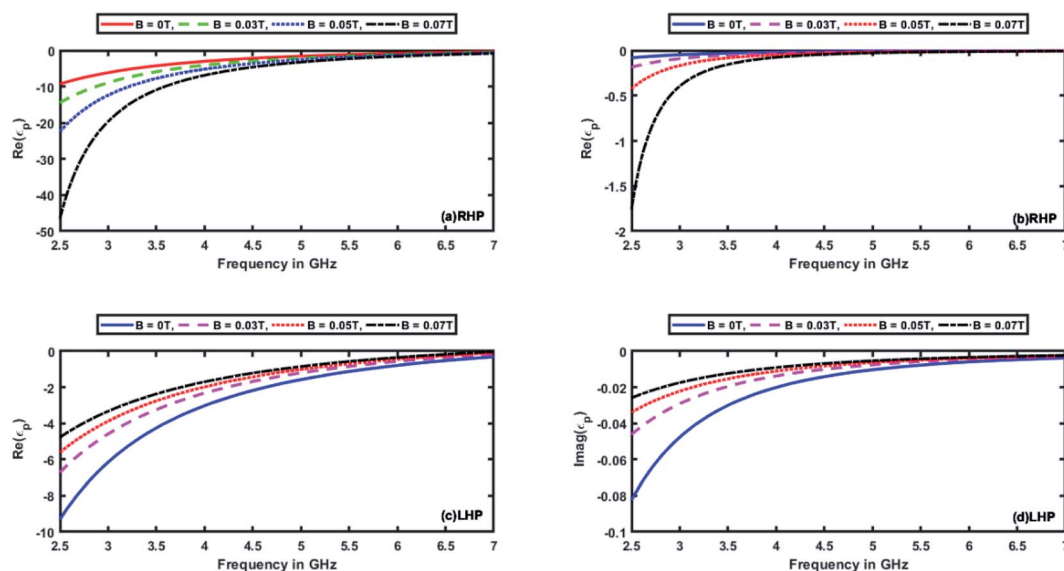 B = 0T, B = 0.03T, B = 0.05T, B = 0.07T
0
-10
-20
-30
-40
-50
Re(ϵp)
(a)RHP
2.5 3 3.5 4 4.5 5 5.5 6 6.5 7
Frequency in GHz
B = 0T, B = 0.03T, B = 0.05T, B = 0.07T
0
-0.5
-1
-1.5
-2
Re(ϵp)
(b)RHP
2.5 3 3.5 4 4.5 5 5.5 6 6.5 7
Frequency in GHz
B = 0T, B = 0.03T, B = 0.05T, B = 0.07T
0
-2
-4
-6
-8
-10
Re(ϵp)
(c)LHP
2.5 3 3.5 4 4.5 5 5.5 6 6.5 7
Frequency in GHz
B = 0T, B = 0.03T, B = 0.05T, B = 0.07T
0
-0.02
-0.04
-0.06
-0.08
-0.1
Imag(ϵp)
(d)LHP
2.5 3 3.5 4 4.5 5 5.5 6 6.5 7
Frequency in GHz